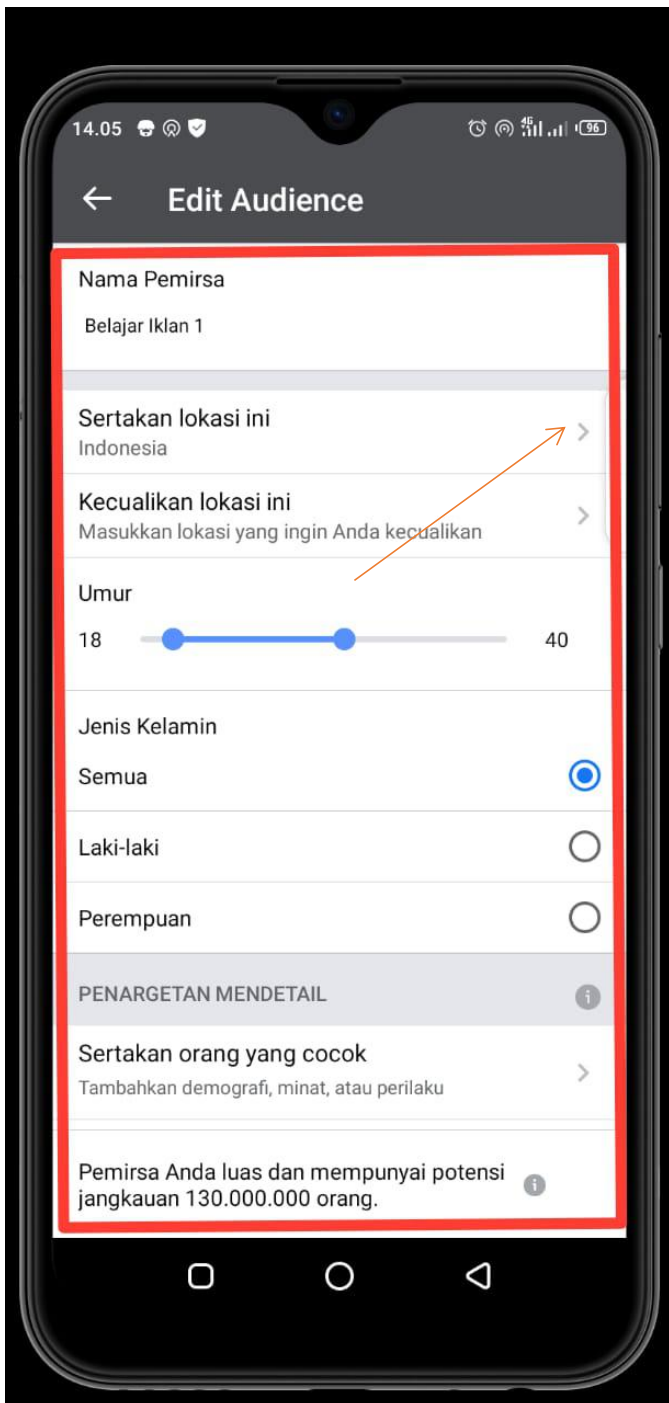 14.05
4G
96
Edit Audience
Nama Pemirsa
Belajar Iklan 1
Sertakan lokasi ini
Indonesia
Kecualikan lokasi ini
Masukkan lokasi yang ingin Anda kecualikan
Umur
18 40
Jenis Kelamin
Semua
Laki-laki
Perempuan
PENARGETAN MENDETAIL
Sertakan orang yang cocok
Tambahkan demografi, minat, atau perilaku
Pemirsa Anda luas dan mempunyai potensi
jangkauan 130.000.000 orang.